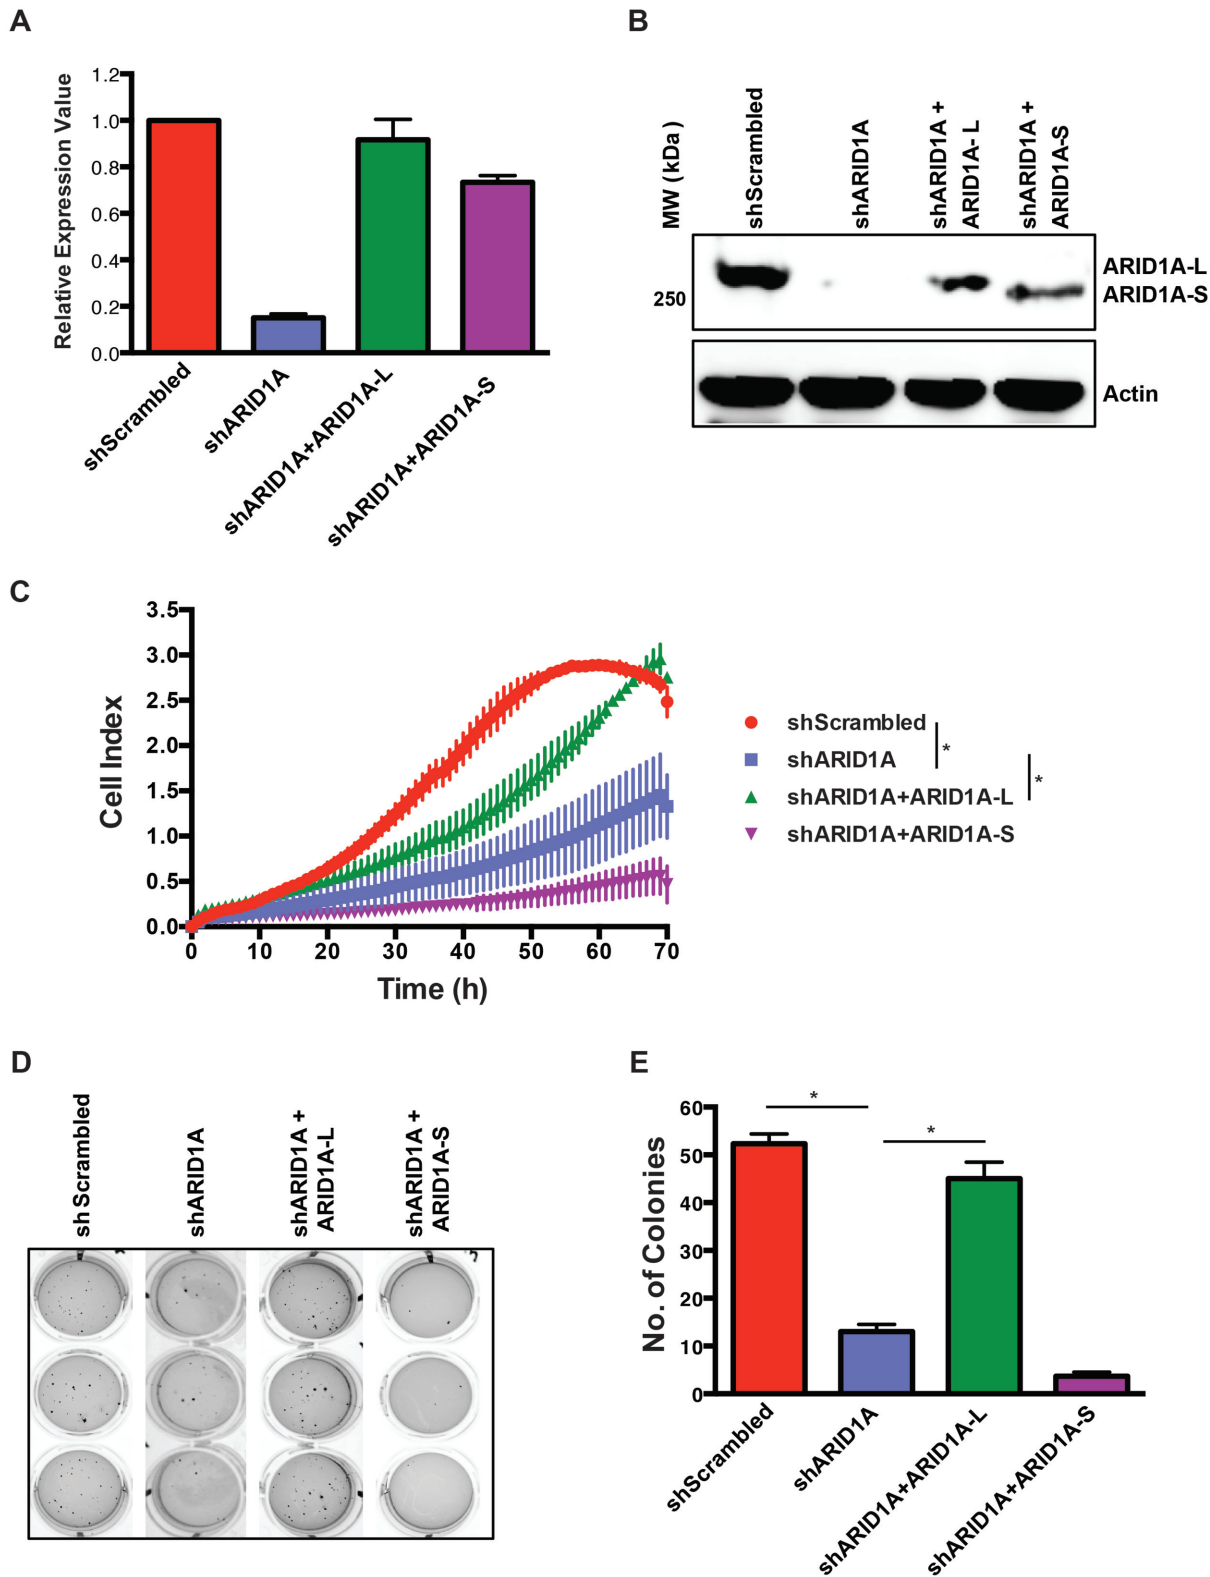 A
Relative Expression Value
1.2
1.0
0.8
0.6
0.4
0.2
0.0
shScrambled
shARID1A
shARID1A+ARID1A-L
shARID1A+ARID1A-S
B
MW ( kDa )
shScrambled
shARID1A
shARID1A +
ARID1A- L
shARID1A +
ARID1A-S
250
ARID1A-L
ARID1A-S
Actin
C
Cell Index
3.5
3.0
2.5
2.0
1.5
1.0
0.5
0.0
0 10 20 30 40 50 60 70
Time (h)
shScrambled
shARID1A
shARID1A+ARID1A-L
shARID1A+ARID1A-S
*
*
D
sh Scrambled
shARID1A
shARID1A +
ARID1A-L
shARID1A +
ARID1A-S
E
No. of Colonies
60
50
40
30
20
10
0
*
*
shScrambled
shARID1A
shARID1A+ARID1A-L
shARID1A+ARID1A-S